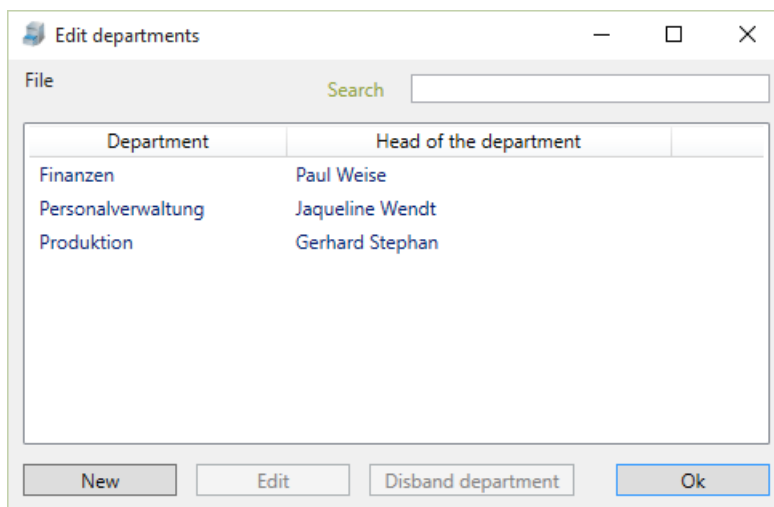 Edit departments
File
Search
Department Head of the department
Finanzen Paul Weise
Personalverwaltung Jaqueline Wendt
Produktion Gerhard Stephan
New Edit Disband department Ok